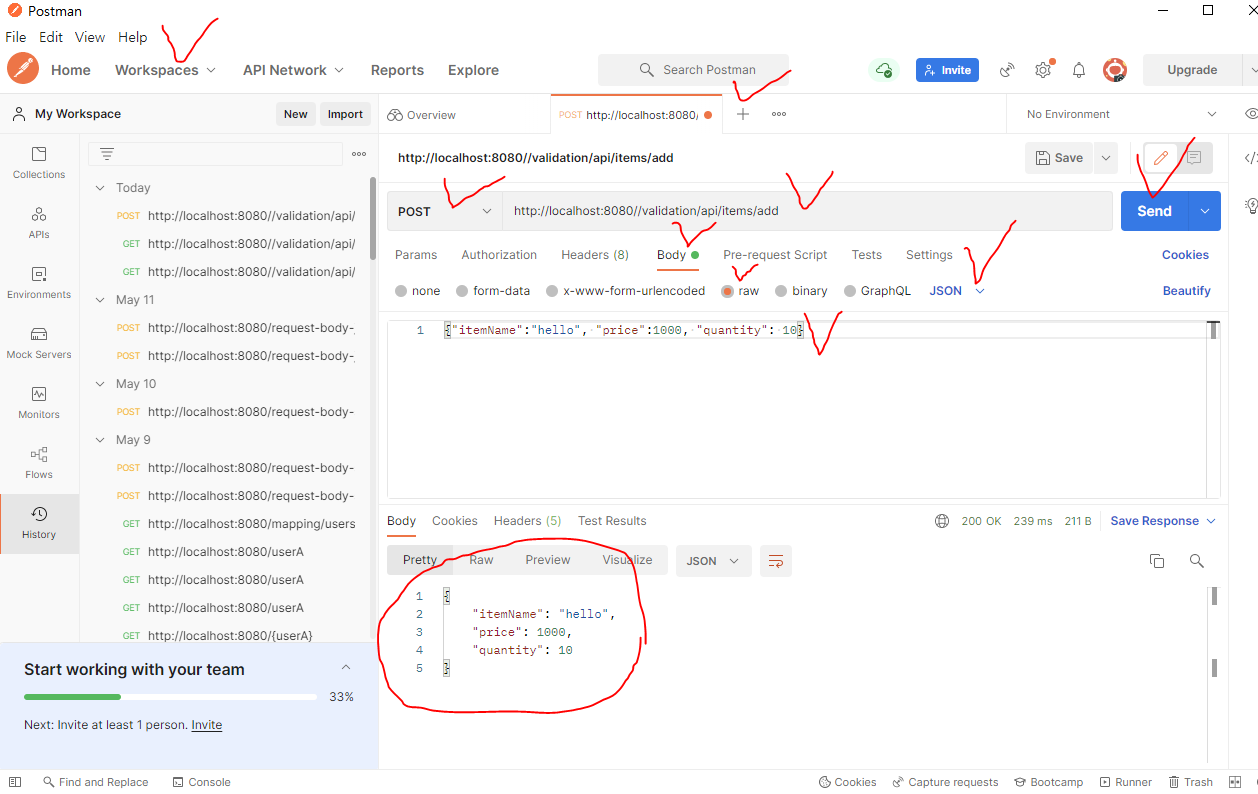 Postman
File Edit View Help
Home Workspaces API Network Reports Explore Search Postman Invite Upgrade
My Workspace New Import Overview POST http://localhost:8080/ No Environment
Collections
APIs
Environments
Mock Servers
Monitors
Flows
History
Today
POST http://localhost:8080//validation/api/
GET http://localhost:8080//validation/api/
GET http://localhost:8080//validation/api/
May 11
POST http://localhost:8080/request-body-
POST http://localhost:8080/request-body-
May 10
POST http://localhost:8080/request-body-
May 9
POST http://localhost:8080/request-body-
POST http://localhost:8080/request-body-
GET http://localhost:8080/mapping/users
GET http://localhost:8080/userA
GET http://localhost:8080/userA
GET http://localhost:8080/userA
GET http://localhost:8080/{userA}
Start working with your team
33%
Next: Invite at least 1 person. Invite
http://localhost:8080//validation/api/items/add Save
POST http://localhost:8080//validation/api/items/add Send
Params Authorization Headers (8) Body Pre-request Script Tests Settings Cookies
none form-data x-www-form-urlencoded raw binary GraphQL JSON Beautify
1 {"itemName":"hello", "price":1000, "quantity": 10}
Body Cookies Headers (5) Test Results 200 OK 239 ms 211 B Save Response
Pretty Raw Preview Visualize JSON
1 {
2 "itemName": "hello",
3 "price": 1000,
4 "quantity": 10
5 }
Find and Replace Console Cookies Capture requests Bootcamp Runner Trash